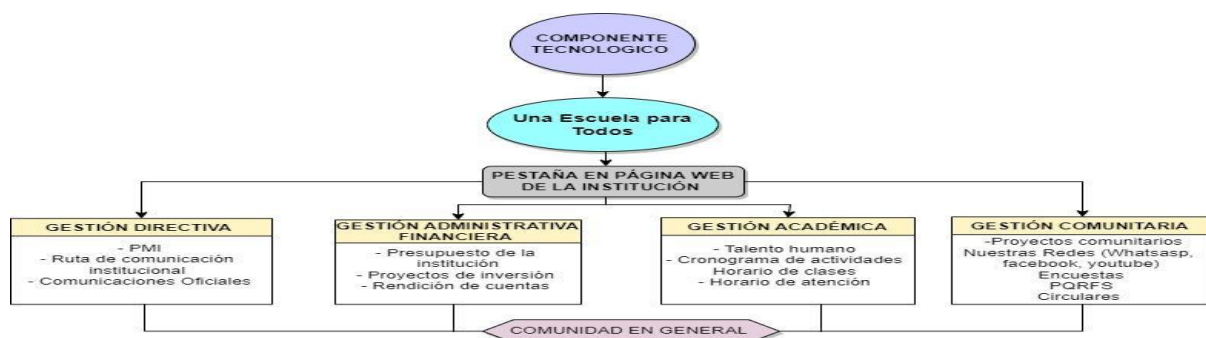 COMPONENTE
TECNOLOGICO
Una Escuela para
Todos
PESTAÑA EN PÁGINA WEB
DE LA INSTITUCIÓN
GESTIÓN DIRECTIVA
- PMI
- Ruta de comunicación
institucional
- Comunicaciones Oficiales
GESTIÓN ADMINISTRATIVA
FINANCIERA
- Presupuesto de la
institución
- Proyectos de inversión
- Rendición de cuentas
GESTIÓN ACADÉMICA
- Talento humano
- Cronograma de actividades
Horario de clases
- Horario de atención
GESTIÓN COMUNITARIA
-Proyectos comunitarios
Nuestras Redes (Whatsasp,
facebook, youtube)
Encuestas
PQRFS
Circulares
COMUNIDAD EN GENERAL